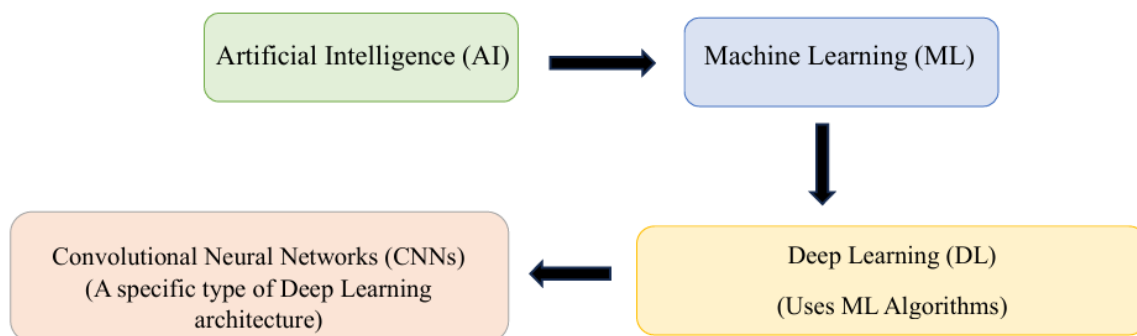 Artificial Intelligence (AI)
Machine Learning (ML)
Deep Learning (DL)
(Uses ML Algorithms)
Convolutional Neural Networks (CNNs)
(A specific type of Deep Learning
architecture)